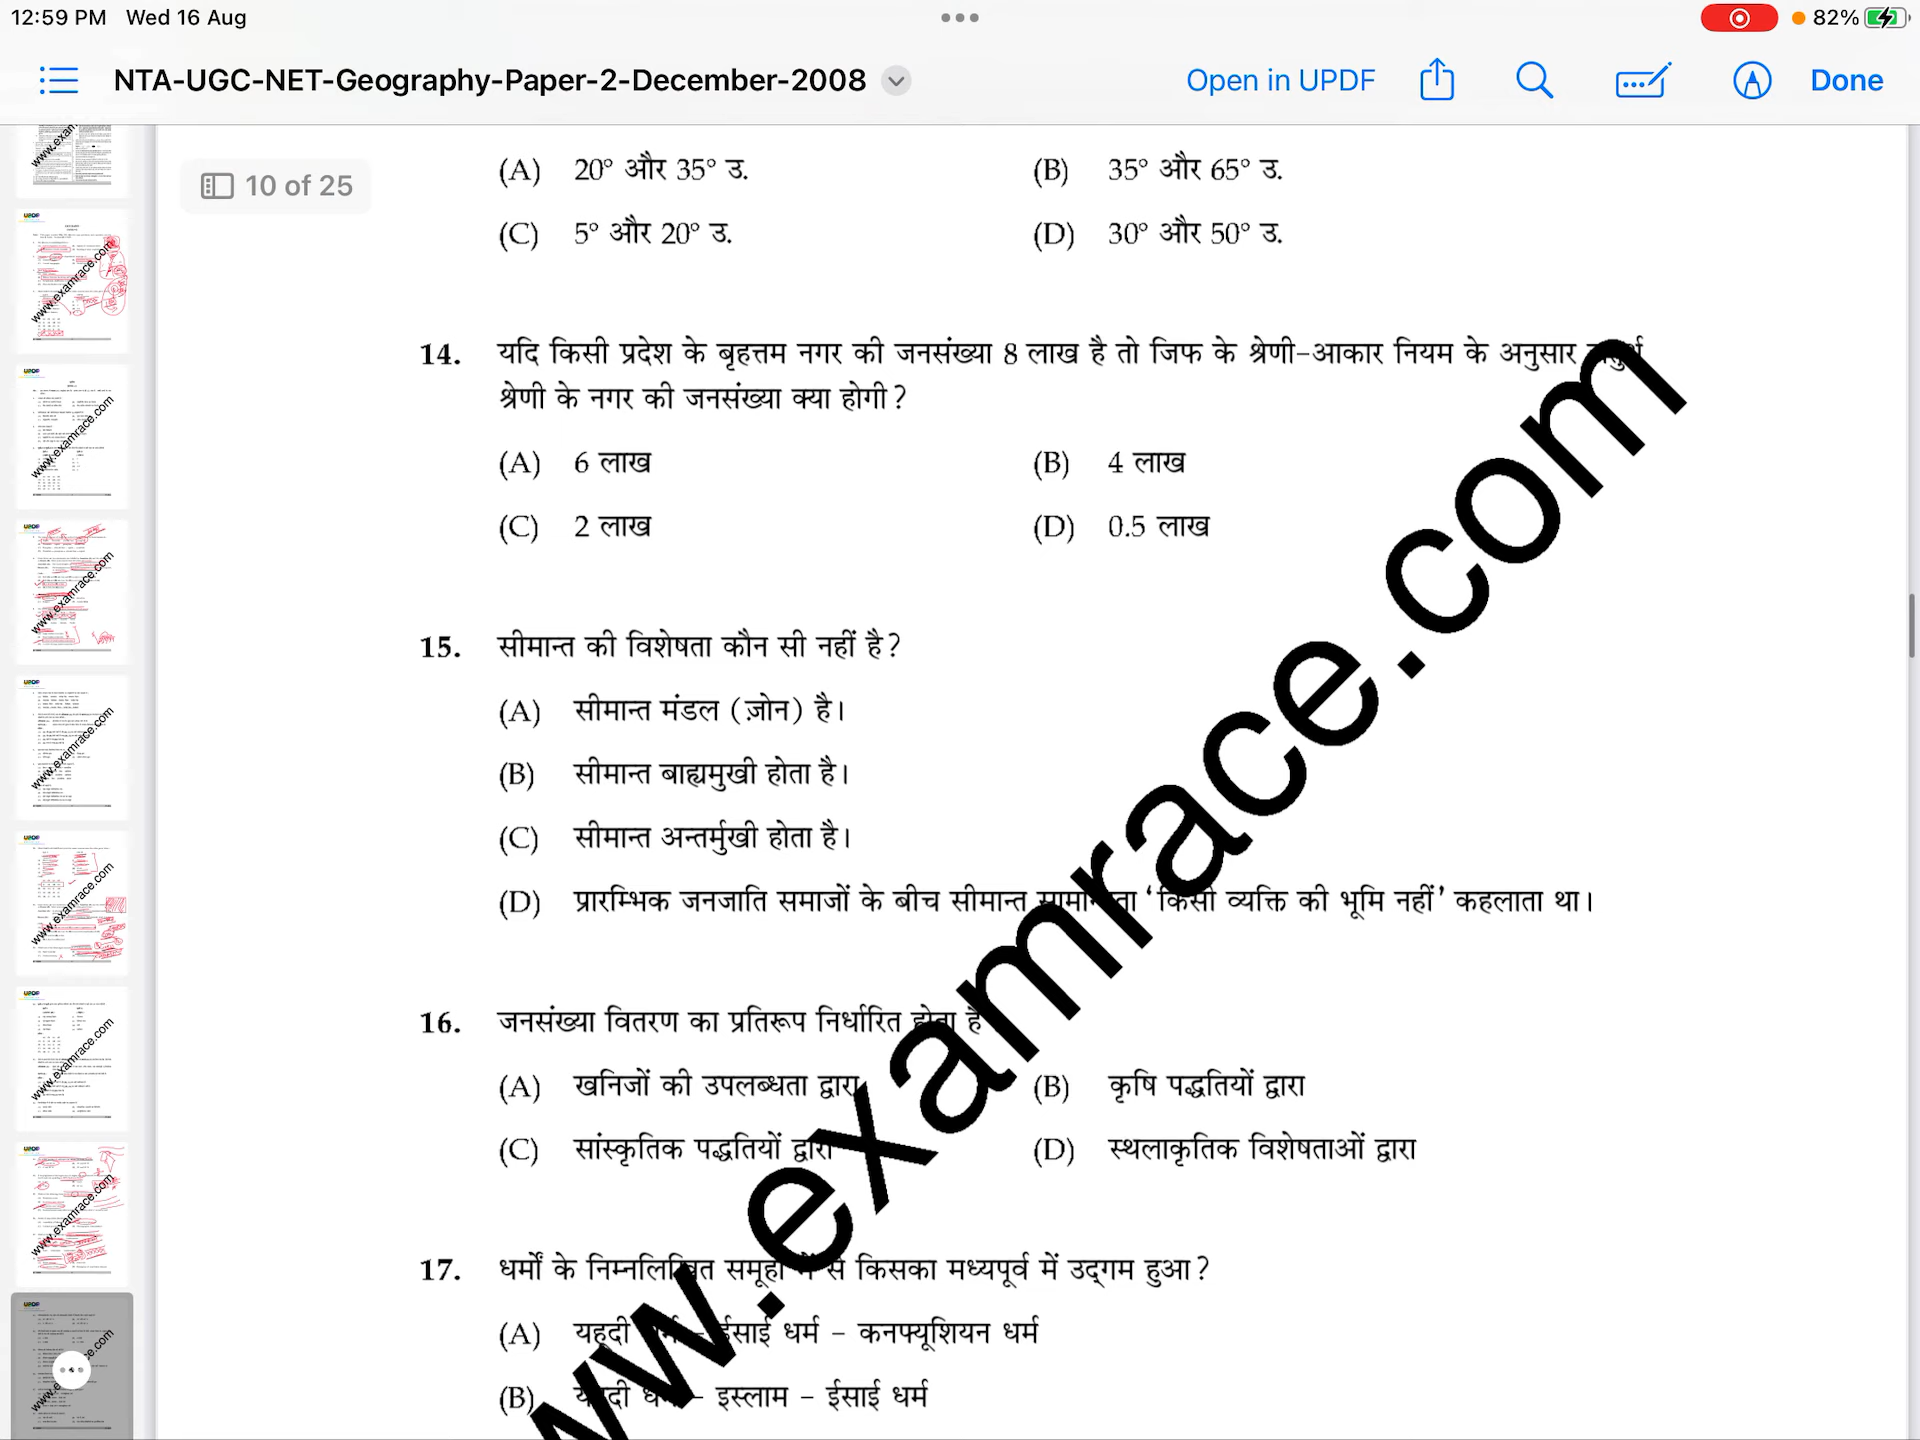 12:59 PM Wed 16 Aug
82%
NTA-UGC-NET-Geography-Paper-2-December-2008
Open in UPDF
Done
10 of 25
(A) 20° और 35° उ. (B) 35° और 65° उ.
(C) 5° और 20° उ. (D) 30° और 50° उ.
14. यदि किसी प्रदेश के बृहत्तम नगर की जनसंख्या 8 लाख है तो जिफ के श्रेणी-आकार नियम के अनुसार
श्रेणी के नगर की जनसंख्या क्या होगी?
(A) 6 लाख (B) 4 लाख
(C) 2 लाख (D) 0.5 लाख
15. सीमान्त की विशेषता कौन सी नहीं है?
(A) सीमान्त मंडल (ज़ोन) है।
(B) सीमान्त बाह्यमुखी होता है।
(C) सीमान्त अन्तर्मुखी होता है।
(D) प्रारम्भिक जनजाति समाजों के बीच सीमान्त 'किसी व्यक्ति की भूमि नहीं' कहलाता था।
16. जनसंख्या वितरण का प्रतिरूप निर्धारित होता है
(A) खनिजों की उपलब्धता द्वारा (B) कृषि पद्धतियों द्वारा
(C) सांस्कृतिक पद्धतियों द्वारा (D) स्थलाकृतिक विशेषताओं द्वारा
17. धर्मों के निम्नलिखित समूहों में से किसका मध्यपूर्व में उद्गम हुआ?
(A) यहूदी धर्म - ईसाई धर्म - कनफ्यूशियन धर्म
(B) यहूदी धर्म - इस्लाम - ईसाई धर्म
www.examrace.com